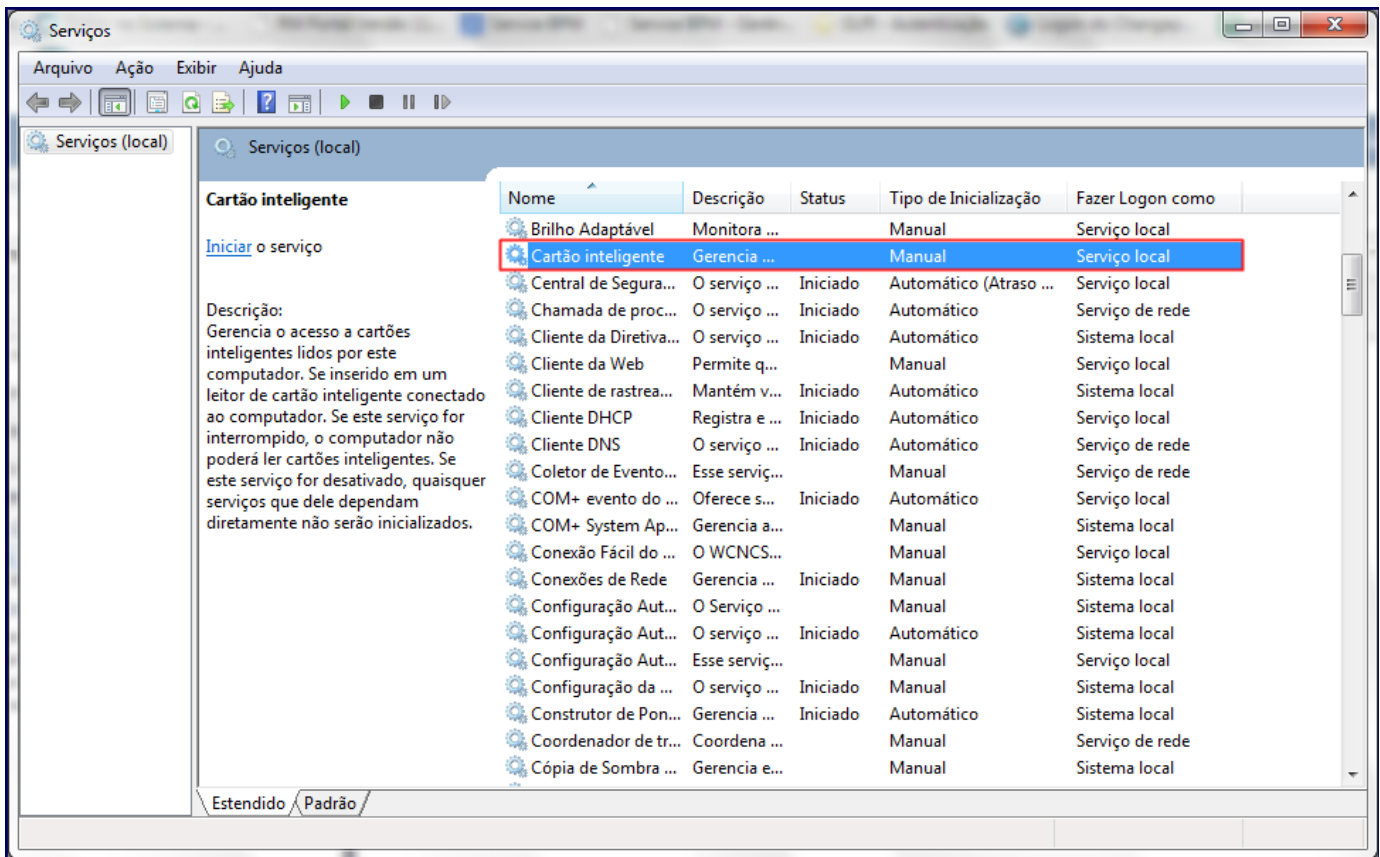 Serviços
Arquivo Ação Exibir Ajuda
Serviços (local)
Serviços (local)
Cartão inteligente
Iniciar o serviço
Descrição:
Gerencia o acesso a cartões
inteligentes lidos por este
computador. Se inserido em um
leitor de cartão inteligente conectado
ao computador. Se este serviço for
interrompido, o computador não
poderá ler cartões inteligentes. Se
este serviço for desativado, quaisquer
serviços que dele dependam
diretamente não serão inicializados.
Nome Descrição Status Tipo de Inicialização Fazer Logon como
Brilho Adaptável Monitora ... Manual Serviço local
Cartão inteligente Gerencia ... Manual Serviço local
Central de Segura... O serviço ... Iniciado Automático (Atraso ... Serviço local
Chamada de proc... O serviço ... Iniciado Automático Serviço de rede
Cliente da Diretiva... O serviço ... Iniciado Automático Sistema local
Cliente da Web Permite q... Manual Serviço local
Cliente de rastrea... Mantém v... Iniciado Automático Sistema local
Cliente DHCP Registra e ... Iniciado Automático Serviço local
Cliente DNS O serviço ... Iniciado Automático Serviço de rede
Coletor de Evento... Esse serviç... Manual Serviço de rede
COM+ evento do ... Oferece s... Iniciado Automático Serviço local
COM+ System Ap... Gerencia a... Manual Sistema local
Conexão Fácil do ... O WCNCS... Manual Serviço local
Conexões de Rede Gerencia ... Iniciado Manual Sistema local
Configuração Aut... O Serviço ... Manual Sistema local
Configuração Aut... O serviço ... Iniciado Automático Sistema local
Configuração Aut... Esse serviç... Manual Serviço local
Configuração da ... O serviço ... Iniciado Manual Sistema local
Construtor de Pon... Gerencia ... Iniciado Automático Sistema local
Coordenador de tr... Coordena ... Manual Serviço de rede
Cópia de Sombra ... Gerencia e... Manual Sistema local
Estendido Padrão